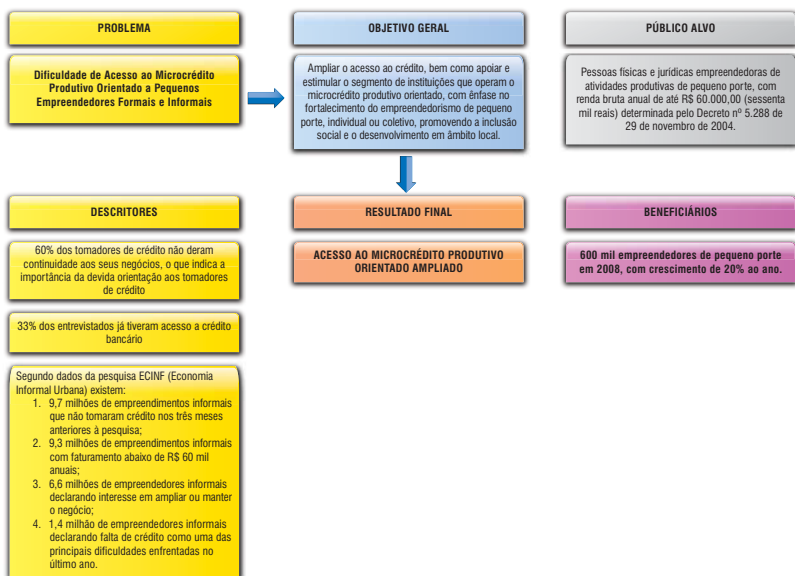 PROBLEMA
Dificuldade de Acesso ao Microcrédito
Produtivo Orientado a Pequenos
Empreendedores Formais e Informais
OBJETIVO GERAL
Ampliar o acesso ao crédito, bem como apoiar e
estimular o segmento de instituições que operam o
microcrédito produtivo orientado, com ênfase no
fortalecimento do empreendedorismo de pequeno
porte, individual ou coletivo, promovendo a inclusão
social e o desenvolvimento em âmbito local.
PÚBLICO ALVO
Pessoas físicas e jurídicas empreendedoras de
atividades produtivas de pequeno porte, com
renda bruta anual de até R$ 60.000,00 (sessenta
mil reais) determinada pelo Decreto nº 5.288 de
29 de novembro de 2004.
DESCRITORES
60% dos tomadores de crédito não deram
continuidade aos seus negócios, o que indica a
importância da devida orientação aos tomadores
de crédito
33% dos entrevistados já tiveram acesso a crédito
bancário
Segundo dados da pesquisa ECINF (Economia
Informal Urbana) existem:
1. 9,7 milhões de empreendimentos informais
que não tomaram crédito nos três meses
anteriores à pesquisa;
2. 9,3 milhões de empreendimentos informais
com faturamento abaixo de R$ 60 mil
anuais;
3. 6,6 milhões de empreendedores informais
declarando interesse em ampliar ou manter
o negócio;
4. 1,4 milhão de empreendedores informais
declarando falta de crédito como uma das
principais dificuldades enfrentadas no
último ano.
RESULTADO FINAL
ACESSO AO MICROCRÉDITO PRODUTIVO
ORIENTADO AMPLIADO
BENEFICIÁRIOS
600 mil empreendedores de pequeno porte
em 2008, com crescimento de 20% ao ano.